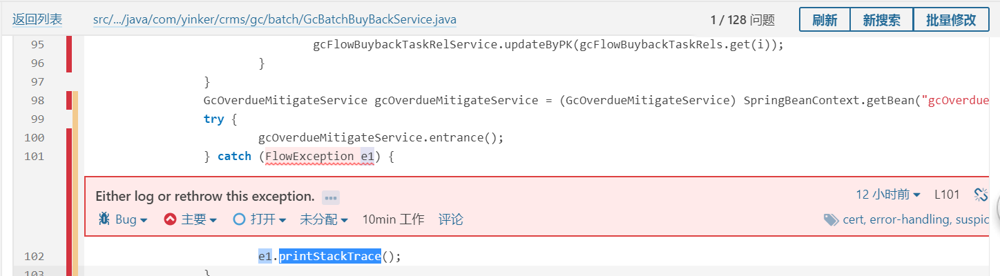 返回列表 src/.../java/com/yinker/crms/gc/batch/GcBatchBuyBackService.java 1 / 128 问题 刷新 新搜索 批量修改
95 gcFlowBuybackTaskRelService.updateByPK(gcFlowBuybackTaskRels.get(i));
96 }
97 }
98 GcOverdueMitigateService gcOverdueMitigateService = (GcOverdueMitigateService) SpringBeanContext.getBean("gcOverdue
99 try {
100 gcOverdueMitigateService.entrance();
101 } catch (FlowException e1) {
Either log or rethrow this exception. ... 12 小时前 L101
Bug 主要 打开 未分配 10min 工作 评论 cert, error-handling, suspic
102 e1.printStackTrace();
103 }